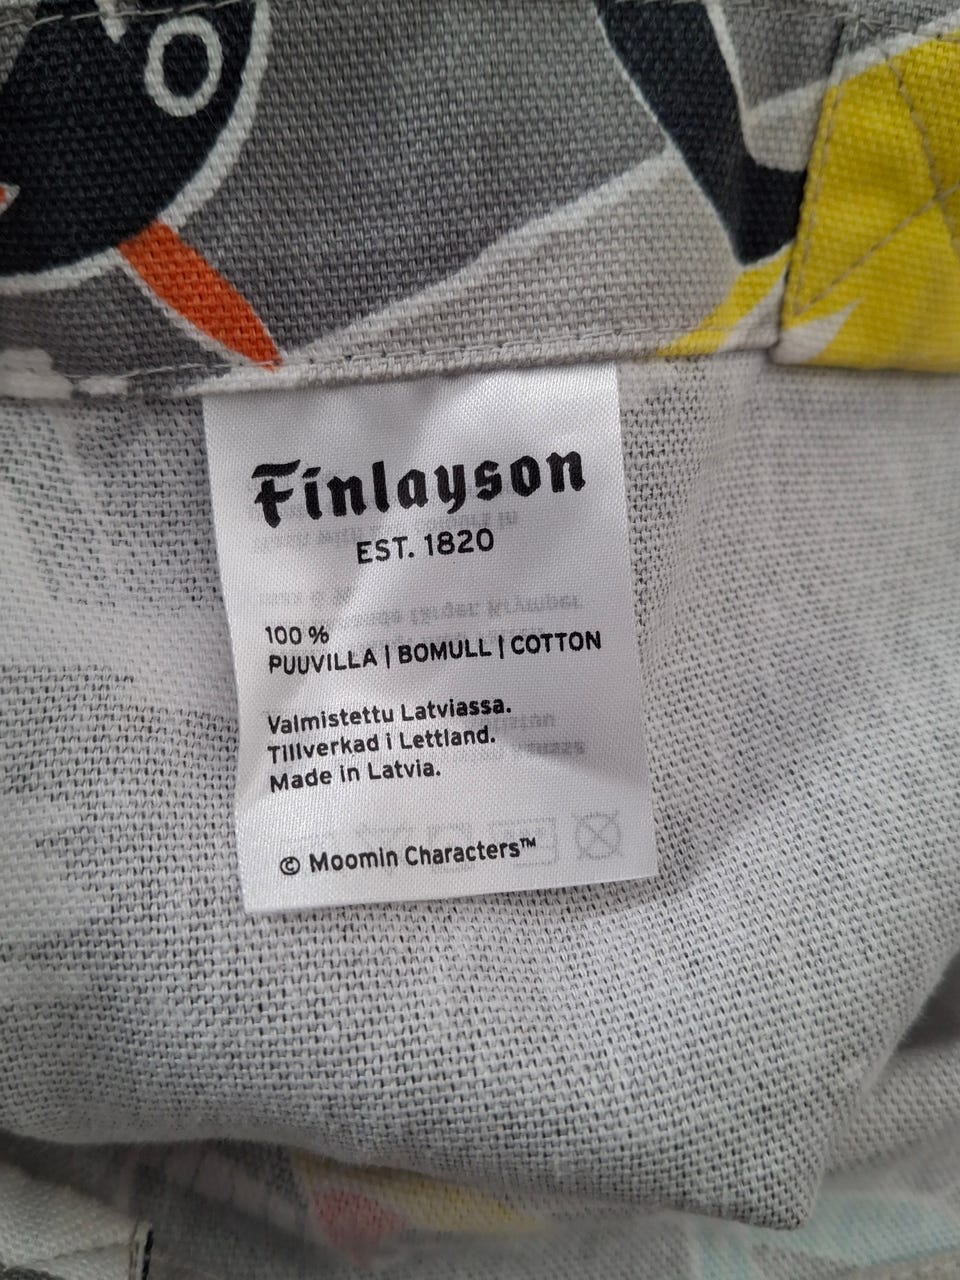 Finlayson
EST. 1820
100 %
PUUVILLA | BOMULL | COTTON
Valmistettu Latviassa.
Tillverkad i Lettland.
Made in Latvia.
© Moomin Characters™